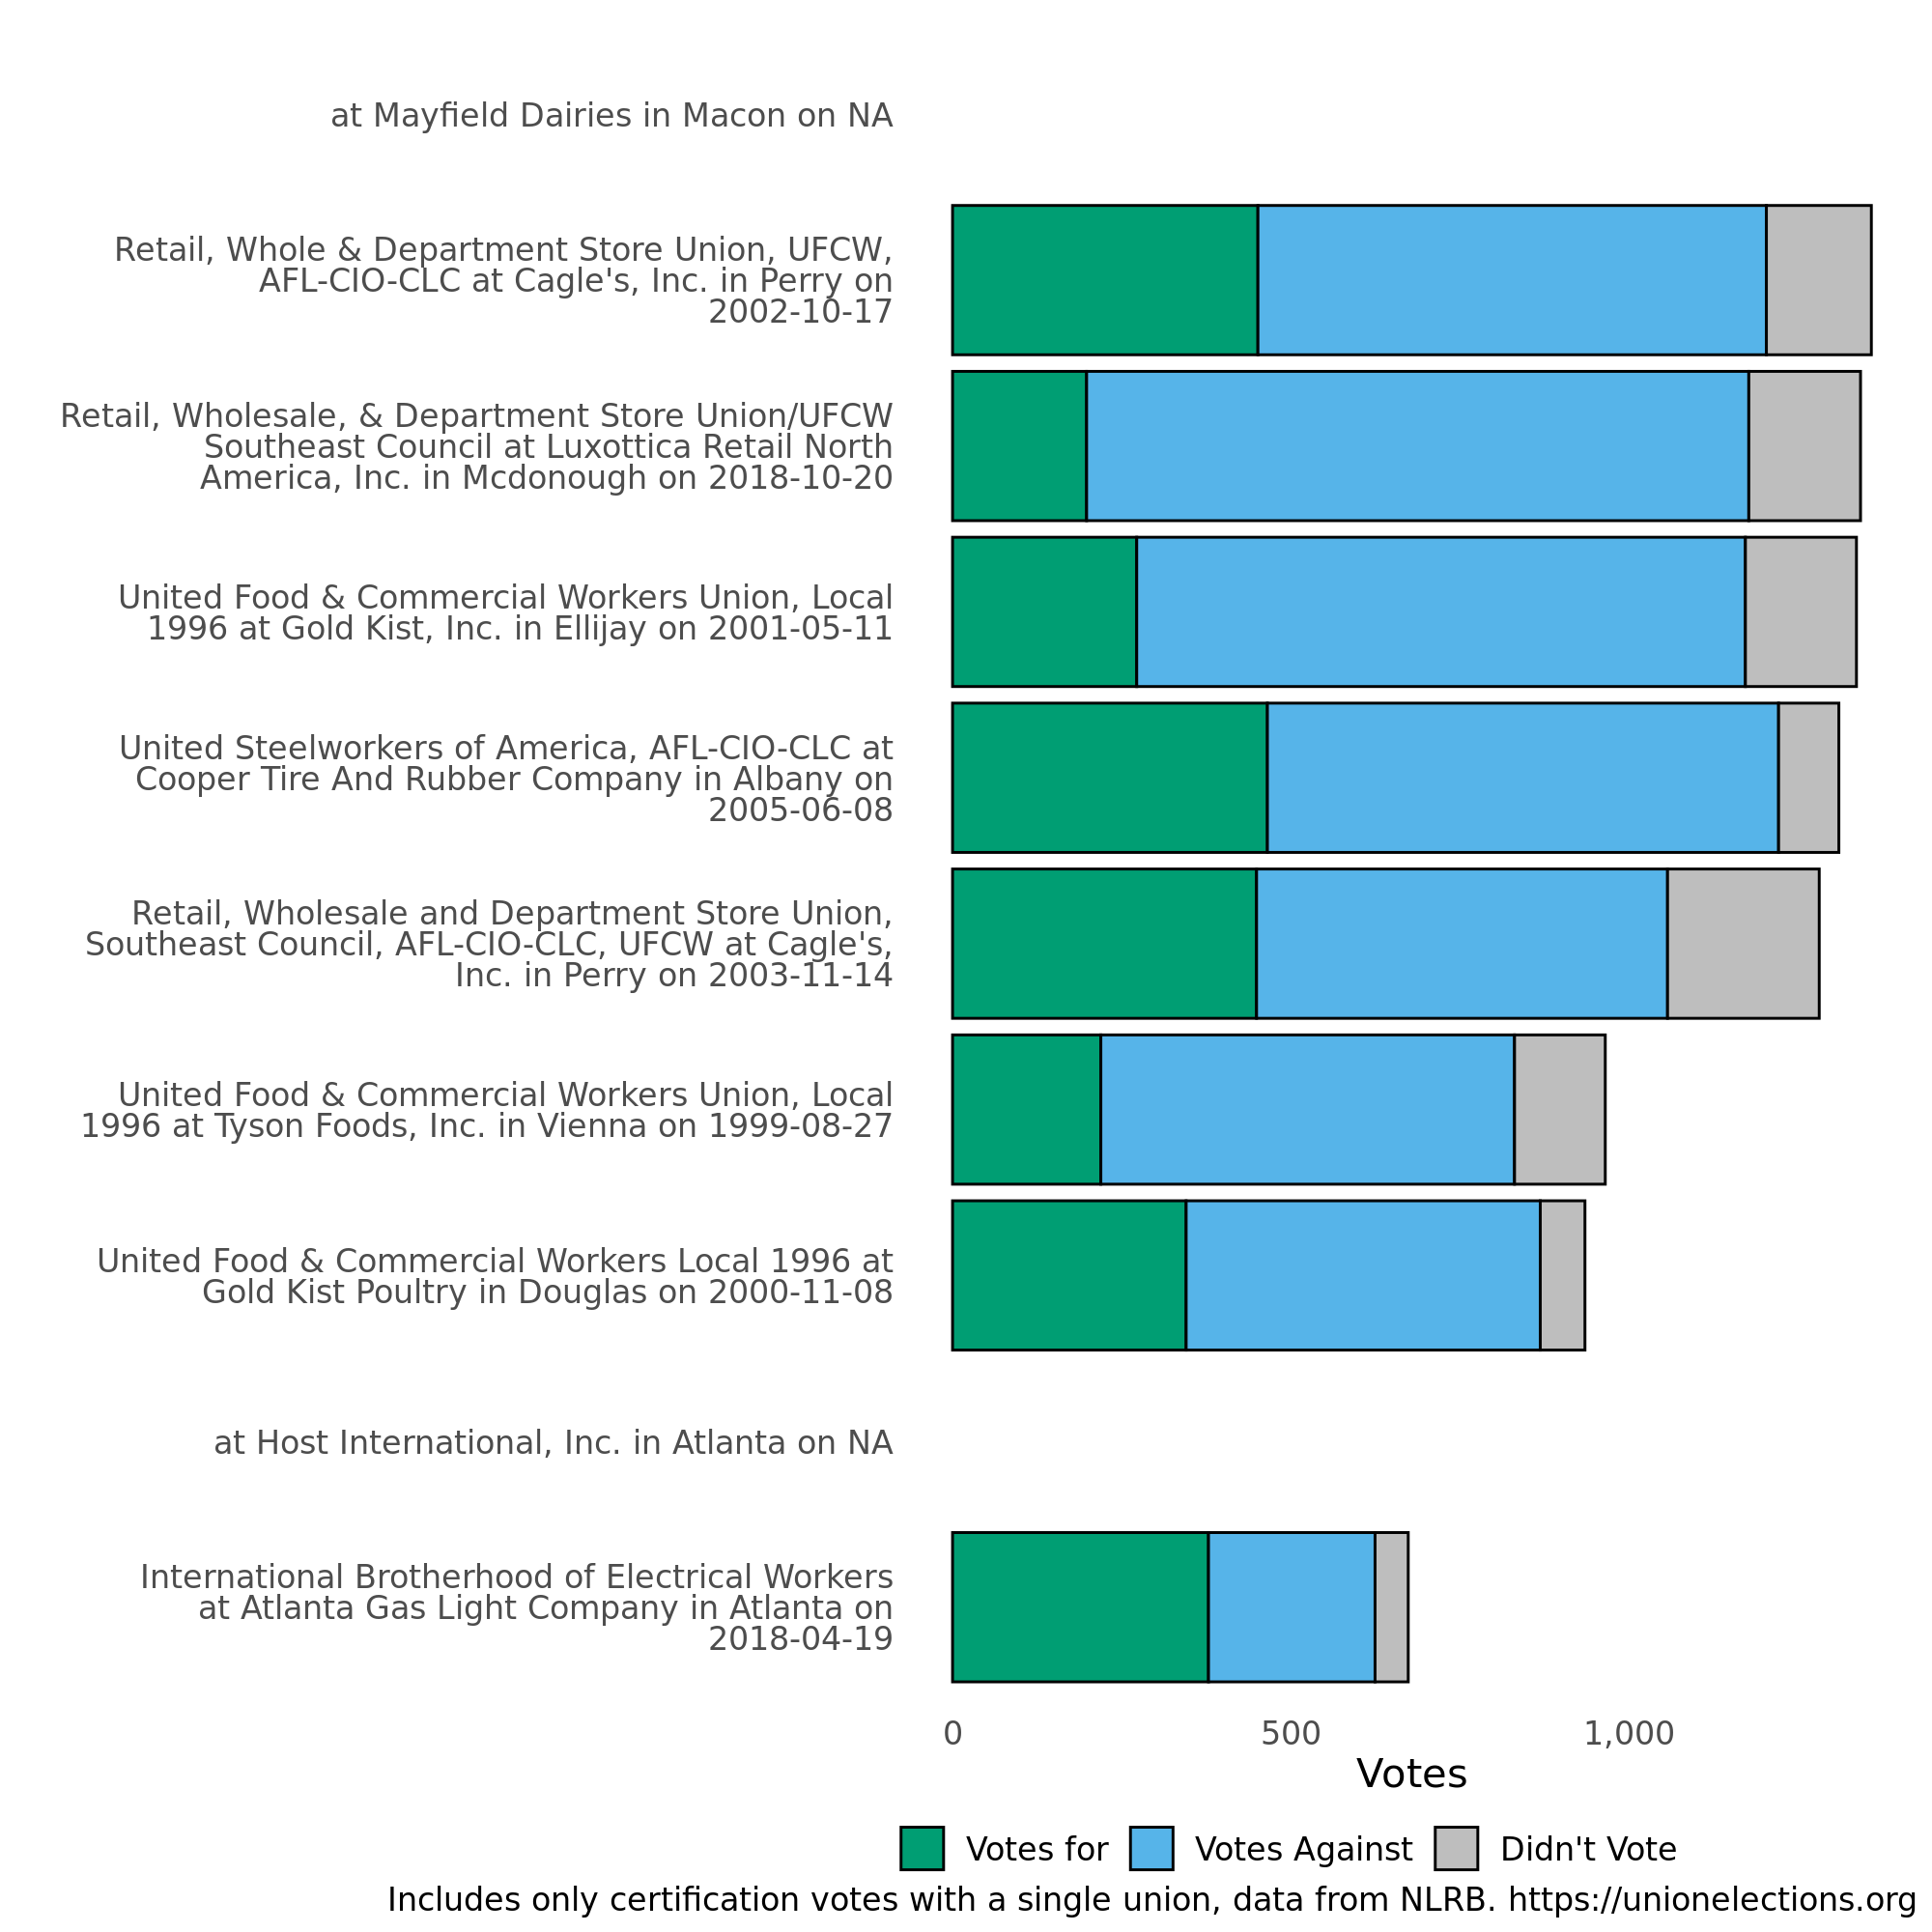 at Mayfield Dairies in Macon on NA
Retail, Whole & Department Store Union, UFCW,
AFL-CIO-CLC at Cagle's, Inc. in Perry on
2002-10-17
Retail, Wholesale, & Department Store Union/UFCW
Southeast Council at Luxottica Retail North
America, Inc. in Mcdonough on 2018-10-20
United Food & Commercial Workers Union, Local
1996 at Gold Kist, Inc. in Ellijay on 2001-05-11
United Steelworkers of America, AFL-CIO-CLC at
Cooper Tire And Rubber Company in Albany on
2005-06-08
Retail, Wholesale and Department Store Union,
Southeast Council, AFL-CIO-CLC, UFCW at Cagle's,
Inc. in Perry on 2003-11-14
United Food & Commercial Workers Union, Local
1996 at Tyson Foods, Inc. in Vienna on 1999-08-27
United Food & Commercial Workers Local 1996 at
Gold Kist Poultry in Douglas on 2000-11-08
at Host International, Inc. in Atlanta on NA
International Brotherhood of Electrical Workers
at Atlanta Gas Light Company in Atlanta on
2018-04-19
0 500 1,000
Votes
Votes for Votes Against Didn't Vote
Includes only certification votes with a single union, data from NLRB. https://unionelections.org